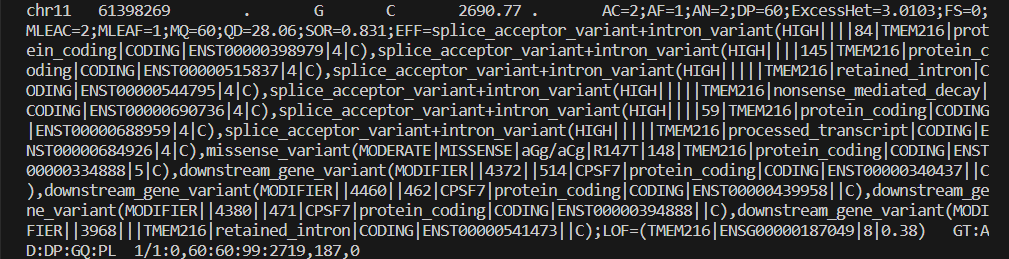 chr11 61398269 . G C 2690.77 . AC=2;AF=1;AN=2;DP=60;ExcessHet=3.0103;FS=0;
MLEAC=2;MLEAF=1;MQ=60;QD=28.06;SOR=0.831;EFF=splice_acceptor_variant+intron_variant(HIGH||||84|TMEM216|prot
ein_coding|CODING|ENST00000398979|4|C),splice_acceptor_variant+intron_variant(HIGH||||145|TMEM216|protein_c
oding|CODING|ENST00000515837|4|C),splice_acceptor_variant+intron_variant(HIGH|||||TMEM216|retained_intron|C
ODING|ENST00000544795|4|C),splice_acceptor_variant+intron_variant(HIGH|||||TMEM216|nonsense_mediated_decay|
CODING|ENST00000690736|4|C),splice_acceptor_variant+intron_variant(HIGH||||59|TMEM216|protein_coding|CODING
|ENST00000688959|4|C),splice_acceptor_variant+intron_variant(HIGH|||||TMEM216|processed_transcript|CODING|E
NST00000684926|4|C),missense_variant(MODERATE|MISSENSE|aGg/aCg|R147T|148|TMEM216|protein_coding|CODING|ENST
00000334888|5|C),downstream_gene_variant(MODIFIER||4372||514|CPSF7|protein_coding|CODING|ENST00000340437||C
),downstream_gene_variant(MODIFIER||4460||462|CPSF7|protein_coding|CODING|ENST00000439958||C),downstream_ge
ne_variant(MODIFIER||4380||471|CPSF7|protein_coding|CODING|ENST00000394888||C),downstream_gene_variant(MODI
FIER||3968|||TMEM216|retained_intron|CODING|ENST00000541473||C);LOF=(TMEM216|ENSG00000187049|8|0.38) GT:A
D:DP:GQ:PL 1/1:0,60:60:99:2719,187,0